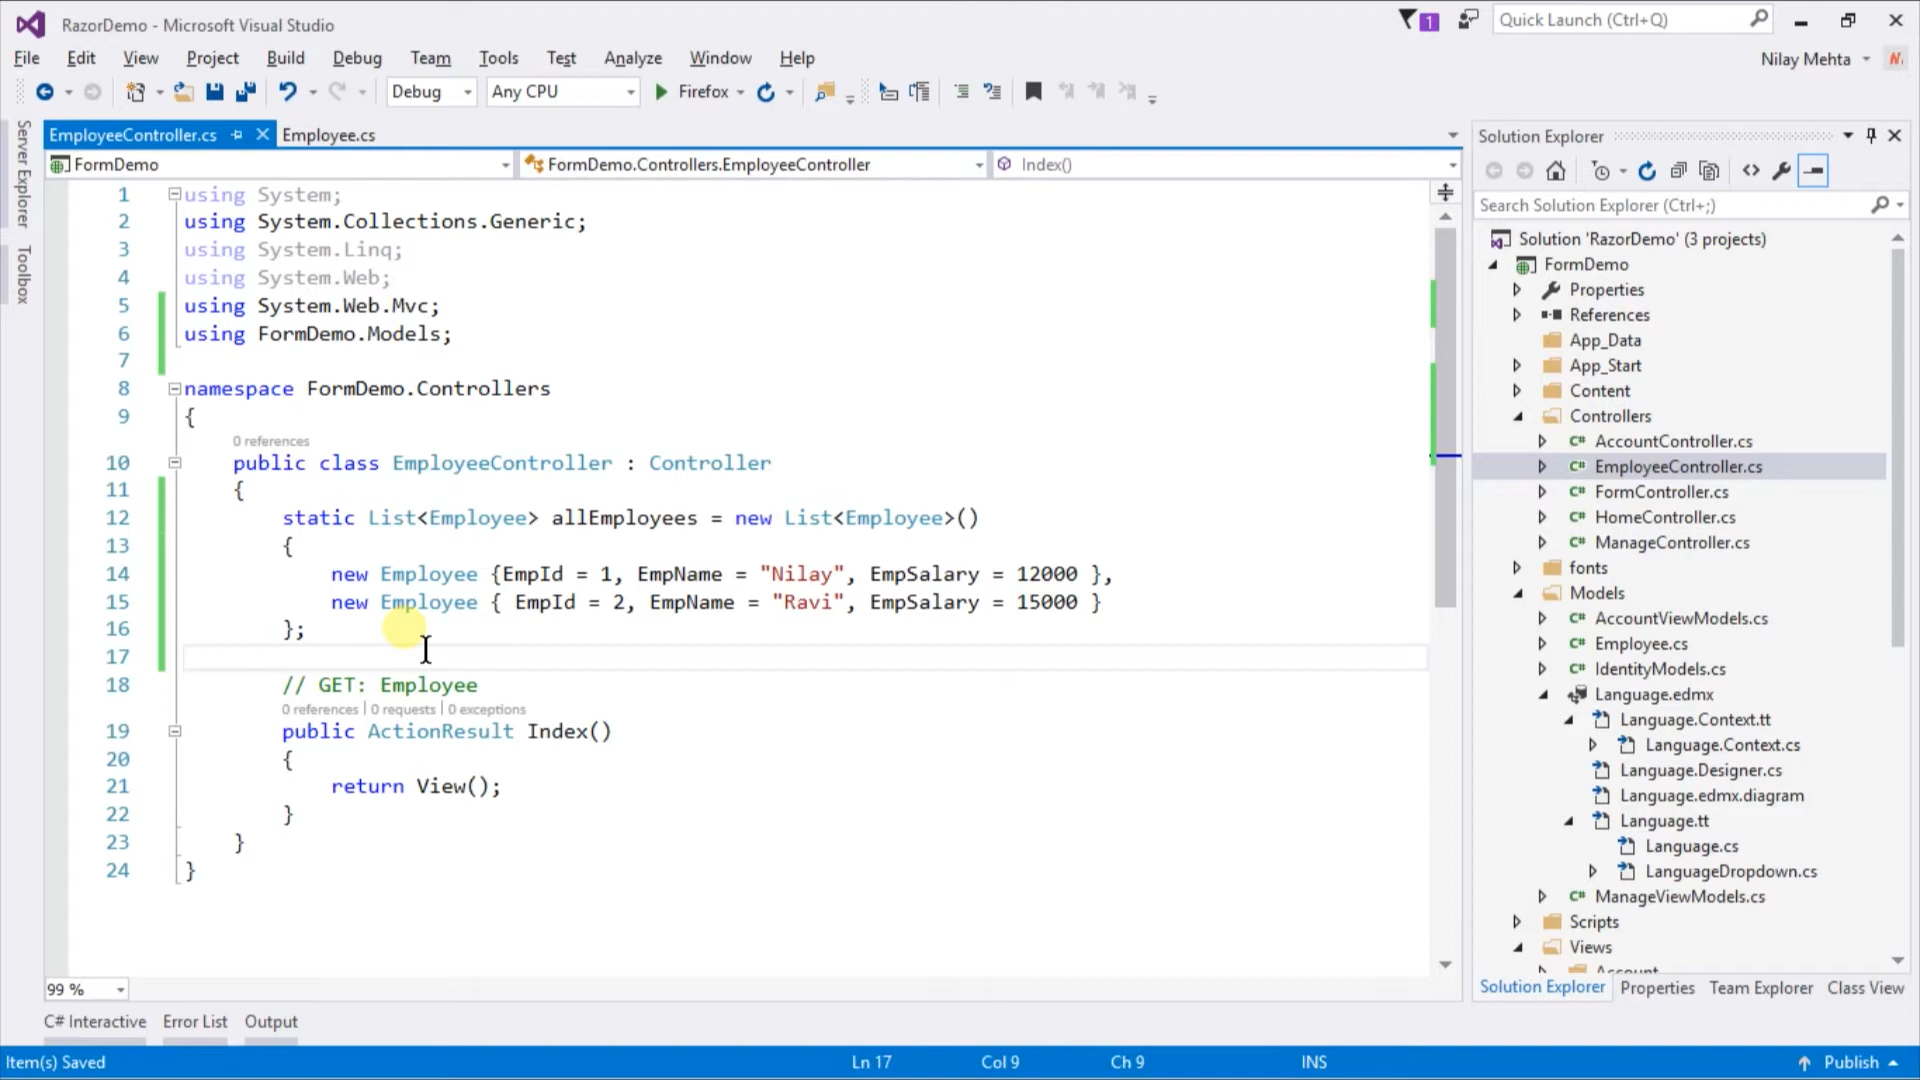 RazorDemo - Microsoft Visual Studio
1
Quick Launch (Ctrl+Q)
File Edit View Project Build Debug Team Tools Test Analyze Window Help
Nilay Mehta
Debug Any CPU Firefox
Server Explorer
Toolbox
EmployeeController.cs Employee.cs
FormDemo FormDemo.Controllers.EmployeeController Index()
1 using System;
2 using System.Collections.Generic;
3 using System.Linq;
4 using System.Web;
5 using System.Web.Mvc;
6 using FormDemo.Models;
7
8 namespace FormDemo.Controllers
9 {
0 references
10 public class EmployeeController : Controller
11 {
12 static List<Employee> allEmployees = new List<Employee>()
13 {
14 new Employee {EmpId = 1, EmpName = "Nilay", EmpSalary = 12000 },
15 new Employee { EmpId = 2, EmpName = "Ravi", EmpSalary = 15000 }
16 };
17
18 // GET: Employee
0 references | 0 requests | 0 exceptions
19 public ActionResult Index()
20 {
21 return View();
22 }
23 }
24 }
99 %
C# Interactive Error List Output
Item(s) Saved Ln 17 Col 9 Ch 9 INS Publish
Solution Explorer
Search Solution Explorer (Ctrl+;)
Solution 'RazorDemo' (3 projects)
FormDemo
Properties
References
App_Data
App_Start
Content
Controllers
C# AccountController.cs
C# EmployeeController.cs
C# FormController.cs
C# HomeController.cs
C# ManageController.cs
fonts
Models
C# AccountViewModels.cs
C# Employee.cs
C# IdentityModels.cs
Language.edmx
Language.Context.tt
Language.Context.cs
Language.Designer.cs
Language.edmx.diagram
Language.tt
Language.cs
LanguageDropdown.cs
C# ManageViewModels.cs
Scripts
Views
Account
Solution Explorer Properties Team Explorer Class View